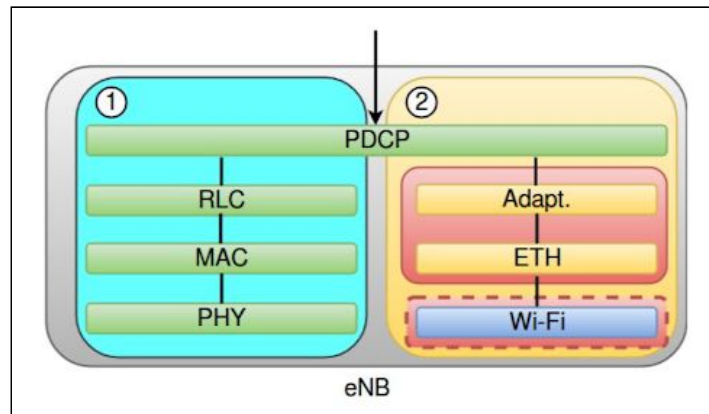 1
2
PDCP
RLC
Adapt.
MAC
ETH
PHY
Wi-Fi
eNB